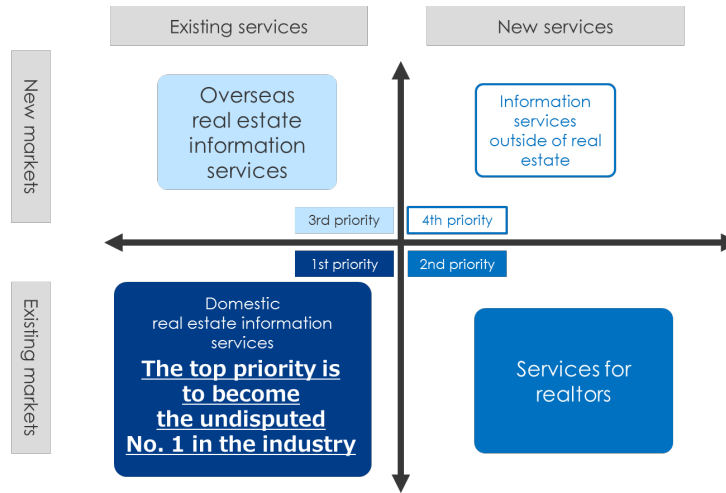 Existing services
New services
New markets
Overseas
real estate
information
services
Information
services
outside of real
estate
3rd priority
4th priority
1st priority
2nd priority
Existing markets
Domestic
real estate information
services
The top priority is
to become
the undisputed
No. 1 in the industry
Services for
realtors